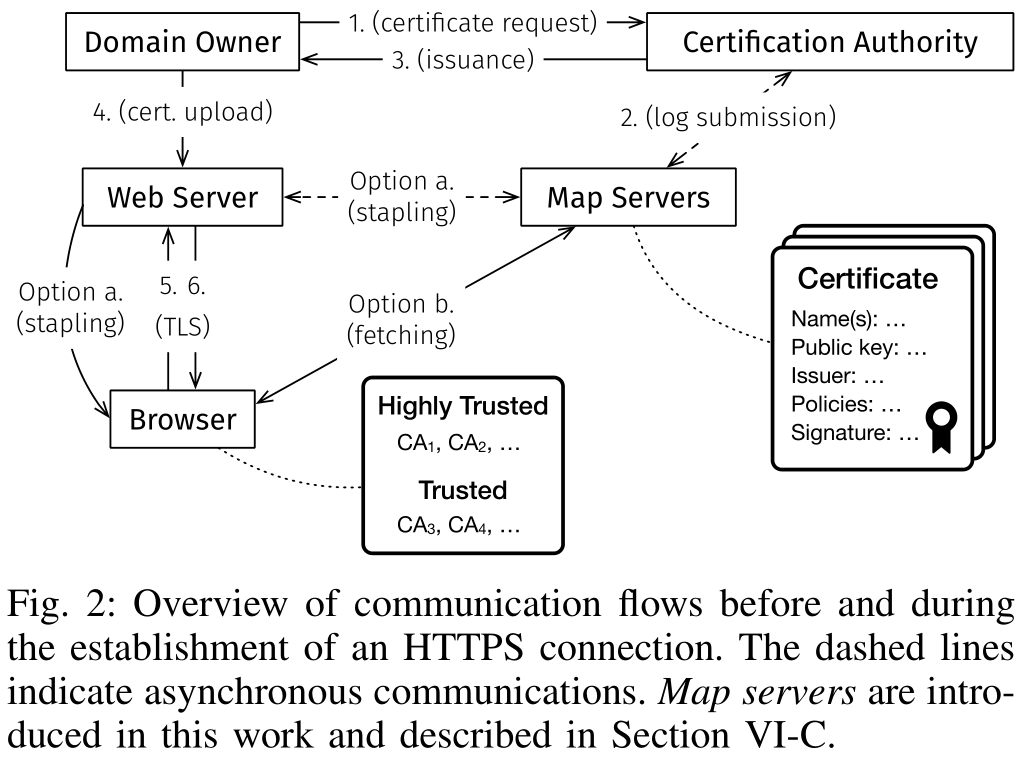 Domain Owner
1. (certificate request)
3. (issuance)
Certification Authority
4. (cert. upload)
2. (log submission)
Web Server
Option a.
(stapling)
Map Servers
Option a.
(stapling)
5. 6.
(TLS)
Option b.
(fetching)
Browser
Highly Trusted
CA₁, CA₂, ...
Trusted
CA₃, CA₄, ...
Certificate
Name(s): ...
Public key: ...
Issuer: ...
Policies: ...
Signature: ...
Fig. 2: Overview of communication flows before and during
the establishment of an HTTPS connection. The dashed lines
indicate asynchronous communications. Map servers are intro-
duced in this work and described in Section VI-C.